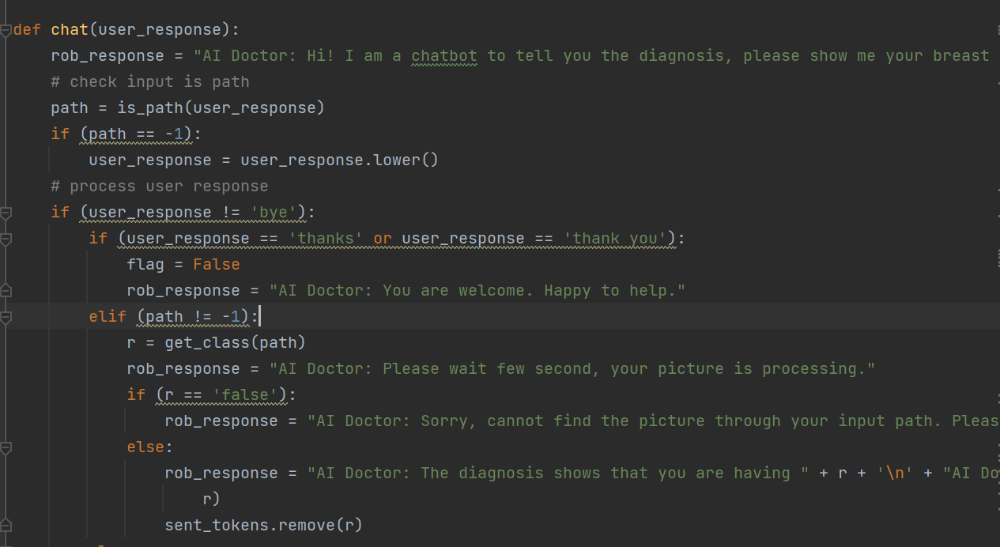 def chat(user_response):
    rob_response = "AI Doctor: Hi! I am a chatbot to tell you the diagnosis, please show me your breast
    # check input is path
    path = is_path(user_response)
    if (path == -1):
        user_response = user_response.lower()
    # process user response
    if (user_response != 'bye'):
        if (user_response == 'thanks' or user_response == 'thank you'):
            flag = False
            rob_response = "AI Doctor: You are welcome. Happy to help."
        elif (path != -1):
            r = get_class(path)
            rob_response = "AI Doctor: Please wait few second, your picture is processing."
            if (r == 'false'):
                rob_response = "AI Doctor: Sorry, cannot find the picture through your input path. Pleas
            else:
                rob_response = "AI Doctor: The diagnosis shows that you are having " + r + '\n' + "AI Do
                    r)
                sent_tokens.remove(r)